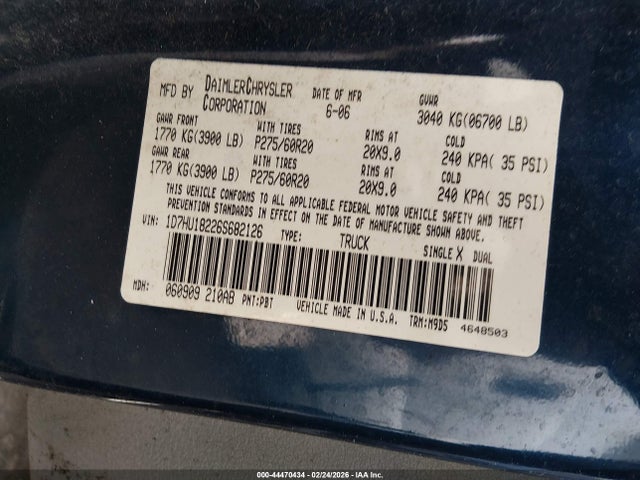 MFD BY DAIMLERCHRYSLER CORPORATION DATE OF MFR 6-06 GVWR 3040 KG(06700 LB)
GAWR FRONT WITH TIRES RIMS AT COLD
1770 KG(3900 LB) P275/60R20 20X9.0 240 KPA( 35 PSI)
GAWR REAR WITH TIRES RIMS AT COLD
1770 KG(3900 LB) P275/60R20 20X9.0 240 KPA( 35 PSI)
THIS VEHICLE CONFORMS TO ALL APPLICABLE FEDERAL MOTOR VEHICLE SAFETY AND THEFT
PREVENTION STANDARDS IN EFFECT ON THE DATE OF MANUFACTURE SHOWN ABOVE.
VIN: 1D7HU18226S682126 TYPE: TRUCK SINGLE X DUAL
MDH: 060909 210AB PNT:PBT VEHICLE MADE IN U.S.A. TRM:M9D5 4648503
000-44470434 - 02/24/2026 - IAA Inc.